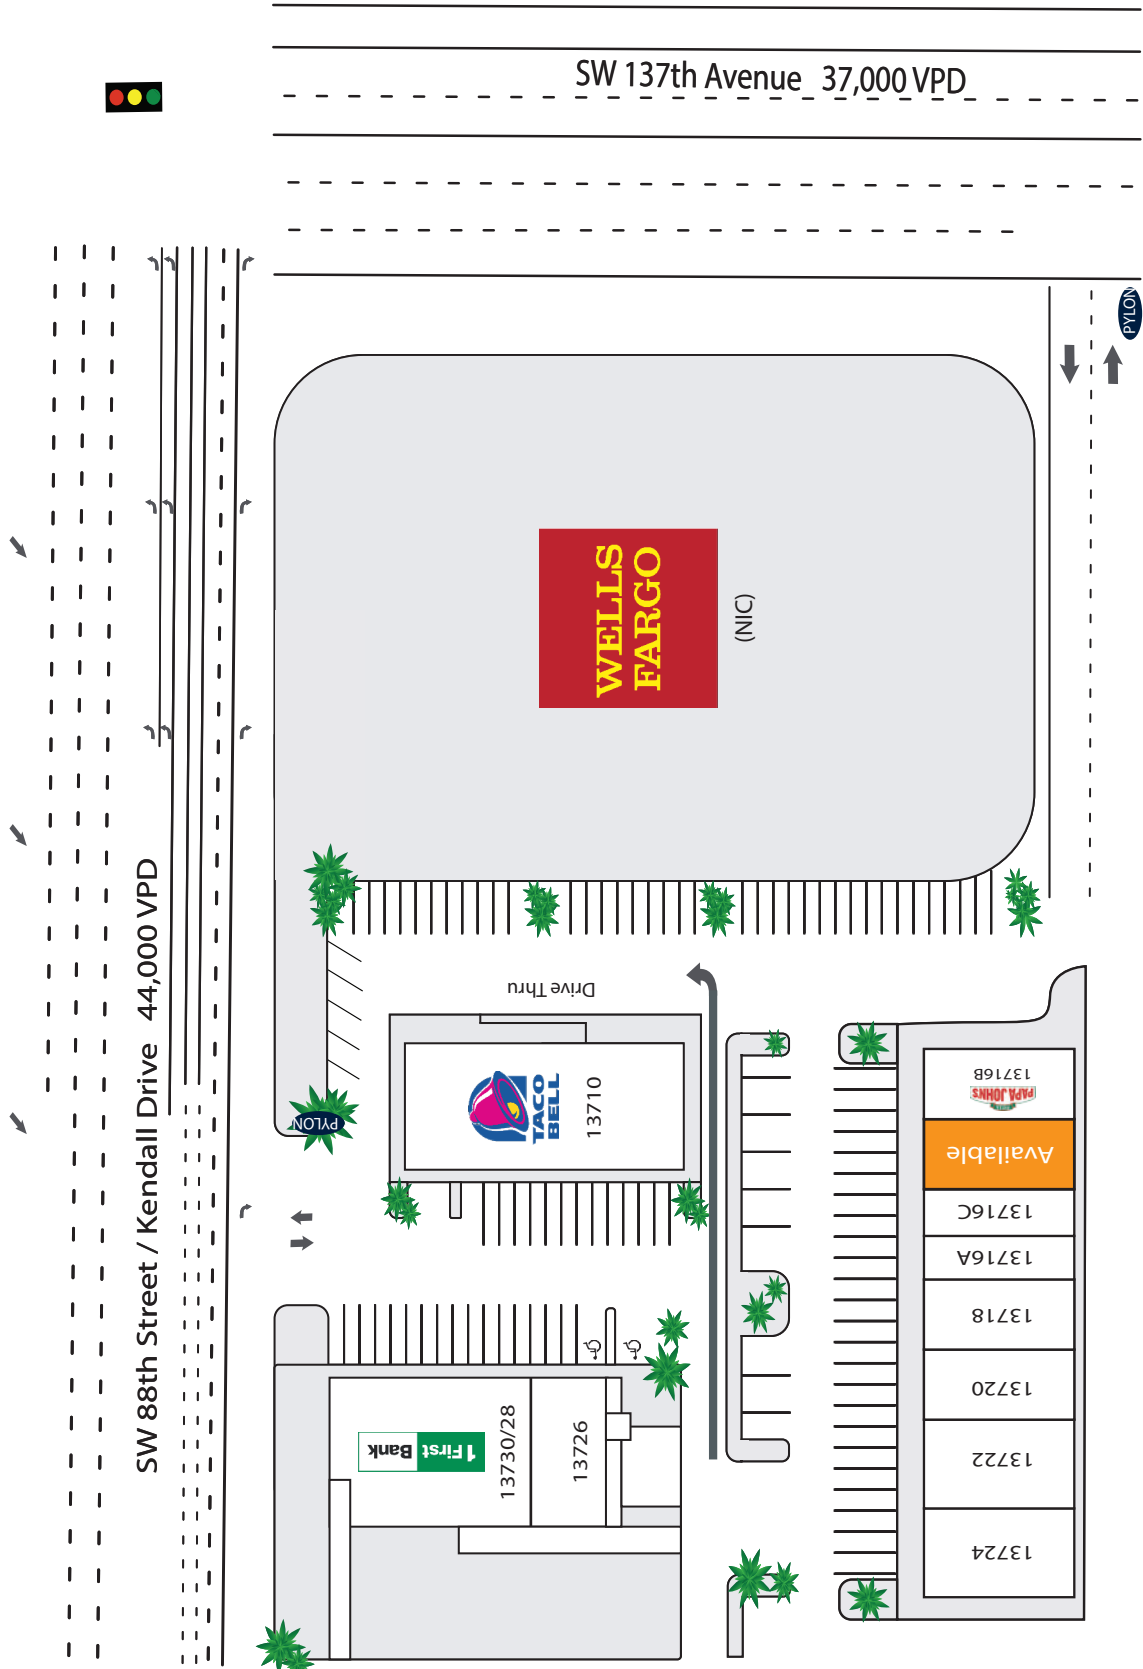 SW 137th Avenue 37,000 VPD
PYLON
WELLS
FARGO
(NIC)
SW 88th Street / Kendall Drive 44,000 VPD
Drive Thru
TACO
BELL
13710
PYLON
13716B
PAPA JOHN'S
Available
13716C
13716A
13718
13720
13722
13724
1 First
Bank
13730/28
13726